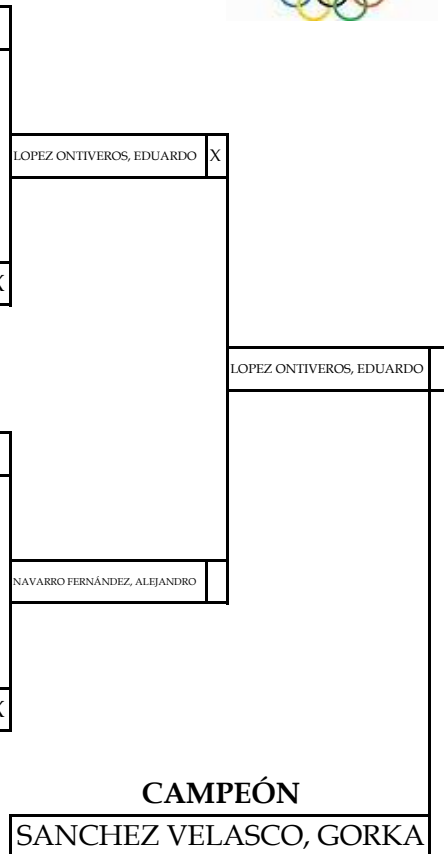 LOPEZ ONTIVEROS, EDUARDO X
X
LOPEZ ONTIVEROS, EDUARDO
NAVARRO FERNÁNDEZ, ALEJANDRO
X
CAMPEÓN
SANCHEZ VELASCO, GORKA